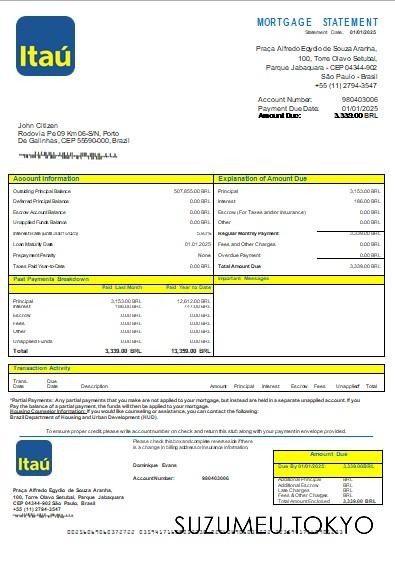 Itaú
MORTGAGE STATEMENT
Statement Date: 01/01/2025
Praça Alfredo Egydio de Souza Aranha,
100, Torre Olavo Setubal,
Parque Jabaquara - CEP 04344-902
São Paulo - Brasil
+55 (11) 2794-3547
Account Number: 980403006
Payment Due Date: 01/01/2025
Amount Due: 3,339.00 BRL
John Citizen
Rodovia Pe 09 Km 06-S/N, Porto
De Galinhas, CEP 55590-000, Brazil
Account Information
Outstanding Principal Balance 507,855.00 BRL
Deferred Principal Balance 0.00 BRL
Escrow Account Balance 0.00 BRL
Unapplied Funds Balance 0.00 BRL
Interest Rate
Loan Maturity Date 01.01.2025
Prepayment Penalty None
Taxes Paid Year-to-Date 0.00 BRL
Explanation of Amount Due
Principal 3,153.00 BRL
Interest 186.00 BRL
Escrow (For Taxes and/or Insurance) 0.00 BRL
Other 0.00 BRL
Regular Monthly Payment 3,339.00 BRL
Fees and Other Charges 0.00 BRL
Overdue Payment 0.00 BRL
Total Amount Due 3,339.00 BRL
Past Payments Breakdown
Paid Last Month Paid Year to Date
Principal 3,153.00 BRL 12,612.00 BRL
Interest 186.00 BRL 747.00 BRL
Escrow 0.00 BRL 0.00 BRL
Fees 0.00 BRL 0.00 BRL
Other 0.00 BRL 0.00 BRL
Unapplied Funds 0.00 BRL 0.00 BRL
Total 3,339.00 BRL 13,359.00 BRL
Important Messages
Transaction Activity
Trans. Date Due Date Description Amount Principal Interest Escrow Fees Unapplied* Total
*Partial Payments: Any partial payments that you make are not applied to your mortgage, but instead are held in a separate unapplied account. If you
Pay the balance of a partial payment, the funds will then be applied to your mortgage.
Housing Counselor Information: If you would like counseling or assistance, you can contact the following:
Brazil Department of Housing and Urban Development (HUD).
To ensure proper credit, please write account number on check and return this stub along with your payment in envelope provided.
Itaú
Praça Alfredo Egydio de Souza Aranha,
100, Torre Olavo Setubal, Parque Jabaquara
CEP 04344-902 São Paulo - Brasil
+55 (11) 2794-3547
Please check this box and complete reverse side if there
is a change in billing address or insurance information.
Dominique Evans
Account Number: 980403006
Amount Due
Due By 01/01/2025: 3,339.00 BRL
Additional Principal BRL
Additional Escrow BRL
Late Charges BRL
Fees & Other Charges BRL
Total Amount Enclosed 3,339.00 BRL
SUZUMEU.TOKYO